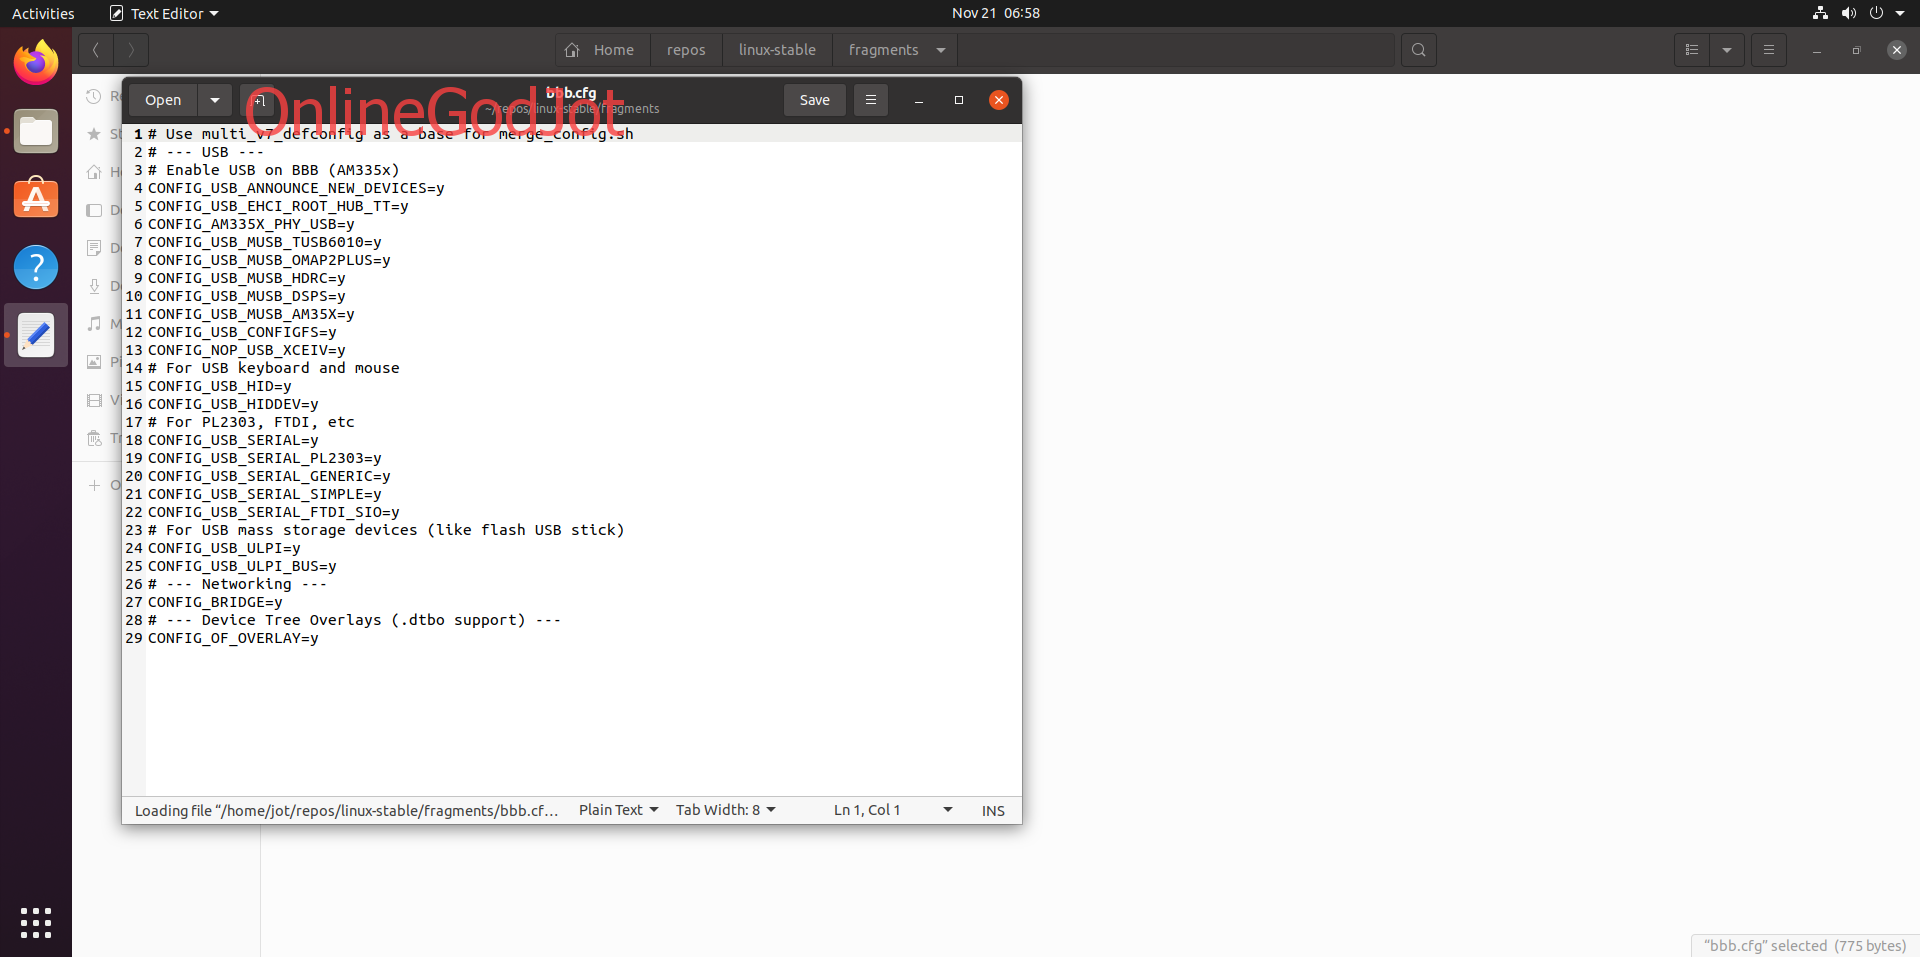 Activities Text Editor Nov 21 06:58
Home repos linux-stable fragments
Open bbb.cfg Save
~/repos/linux-stable/fragments
OnlineGodJot
1 # Use multi_v7_defconfig as a base for merge_config.sh
2 # --- USB ---
3 # Enable USB on BBB (AM335x)
4 CONFIG_USB_ANNOUNCE_NEW_DEVICES=y
5 CONFIG_USB_EHCI_ROOT_HUB_TT=y
6 CONFIG_AM335X_PHY_USB=y
7 CONFIG_USB_MUSB_TUSB6010=y
8 CONFIG_USB_MUSB_OMAP2PLUS=y
9 CONFIG_USB_MUSB_HDRC=y
10 CONFIG_USB_MUSB_DSPS=y
11 CONFIG_USB_MUSB_AM35X=y
12 CONFIG_USB_CONFIGFS=y
13 CONFIG_NOP_USB_XCEIV=y
14 # For USB keyboard and mouse
15 CONFIG_USB_HID=y
16 CONFIG_USB_HIDDEV=y
17 # For PL2303, FTDI, etc
18 CONFIG_USB_SERIAL=y
19 CONFIG_USB_SERIAL_PL2303=y
20 CONFIG_USB_SERIAL_GENERIC=y
21 CONFIG_USB_SERIAL_SIMPLE=y
22 CONFIG_USB_SERIAL_FTDI_SIO=y
23 # For USB mass storage devices (like flash USB stick)
24 CONFIG_USB_ULPI=y
25 CONFIG_USB_ULPI_BUS=y
26 # --- Networking ---
27 CONFIG_BRIDGE=y
28 # --- Device Tree Overlays (.dtbo support) ---
29 CONFIG_OF_OVERLAY=y
Loading file “/home/jot/repos/linux-stable/fragments/bbb.cf… Plain Text Tab Width: 8 Ln 1, Col 1 INS
“bbb.cfg” selected (775 bytes)